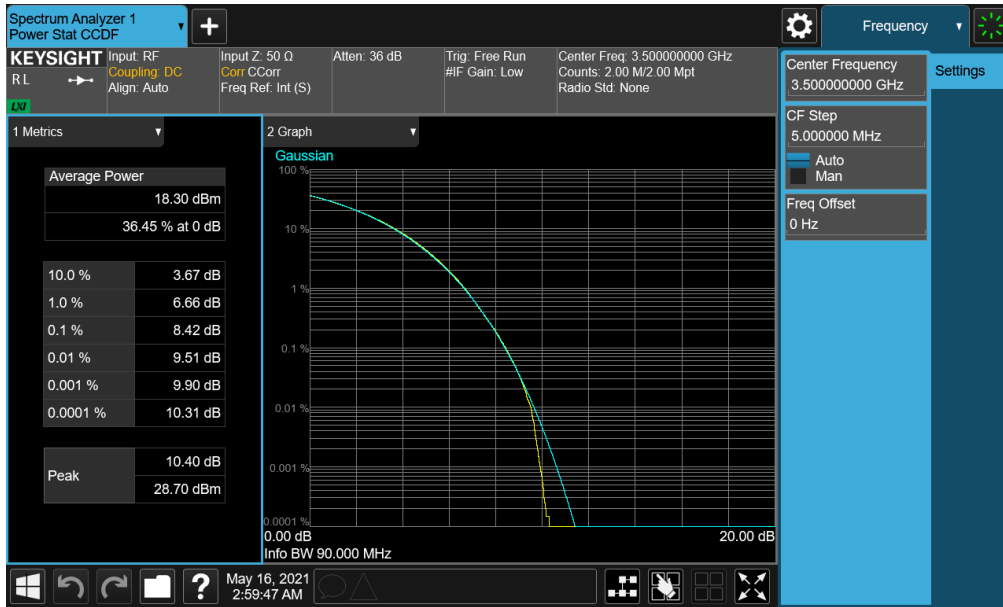 Spectrum Analyzer 1
Power Stat CCDF
Frequency
KEYSIGHT
R L
LXI
Input: RF
Coupling: DC
Align: Auto
Input Z: 50 Ω
Corr CCorr
Freq Ref: Int (S)
Atten: 36 dB
Trig: Free Run
#IF Gain: Low
Center Freq: 3.500000000 GHz
Counts: 2.00 M/2.00 Mpt
Radio Std: None
Center Frequency
3.500000000 GHz
Settings
CF Step
5.000000 MHz
Auto
Man
Freq Offset
0 Hz
1 Metrics
Average Power
18.30 dBm
36.45 % at 0 dB
10.0 % 3.67 dB
1.0 % 6.66 dB
0.1 % 8.42 dB
0.01 % 9.51 dB
0.001 % 9.90 dB
0.0001 % 10.31 dB
Peak
10.40 dB
28.70 dBm
2 Graph
Gaussian
100 %
10 %
1 %
0.1 %
0.01 %
0.001 %
0.0001 %
0.00 dB 20.00 dB
Info BW 90.000 MHz
?
May 16, 2021
2:59:47 AM